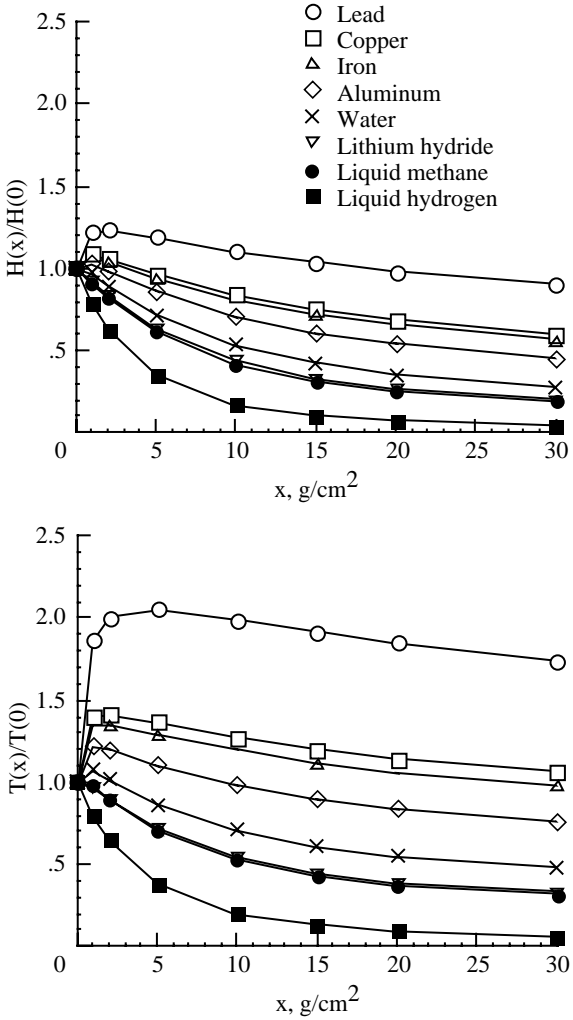 2.5
2.0
1.5
1.0
.5
0
H(x)/H(0)
Lead
Copper
Iron
Aluminum
Water
Lithium hydride
Liquid methane
Liquid hydrogen
5 10 15 20 25 30
x, g/cm2
2.5
2.0
1.5
1.0
.5
0
T(x)/T(0)
5 10 15 20 25 30
x, g/cm2